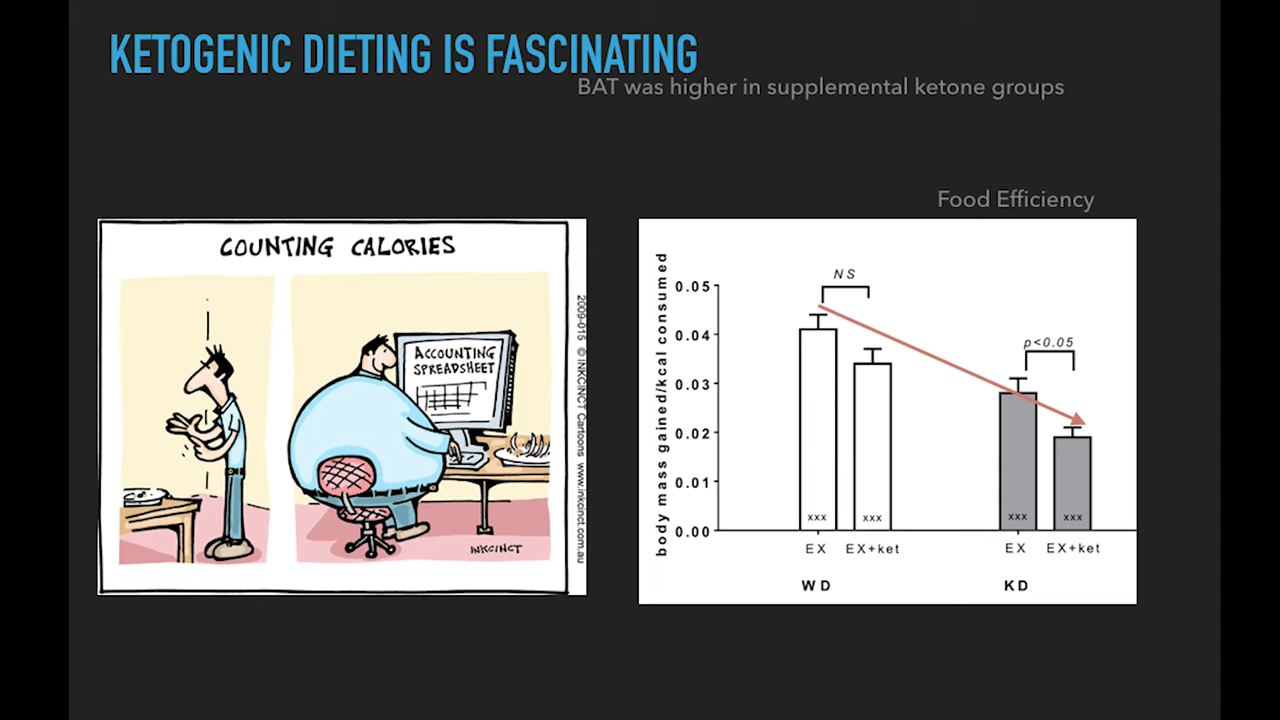 KETOGENIC DIETING IS FASCINATING
BAT was higher in supplemental ketone groups
Food Efficiency
COUNTING CALORIES
ACCOUNTING
SPREADSHEET
INKCINCT
2009-015 © INKCINCT Cartoons www.inkcinct.com.au
body mass gained/kcal consumed
0.05
0.04
0.03
0.02
0.01
0.00
NS
p<0.05
xxx
xxx
xxx
xxx
EX
EX+ket
EX
EX+ket
WD
KD